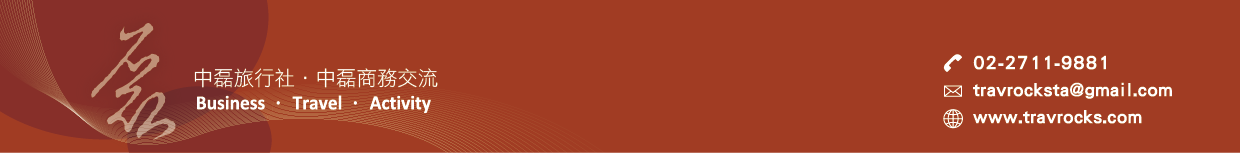 磊
中磊旅行社·中磊商務交流
Business · Travel · Activity
02-2711-9881
travrocksta@gmail.com
www.travrocks.com